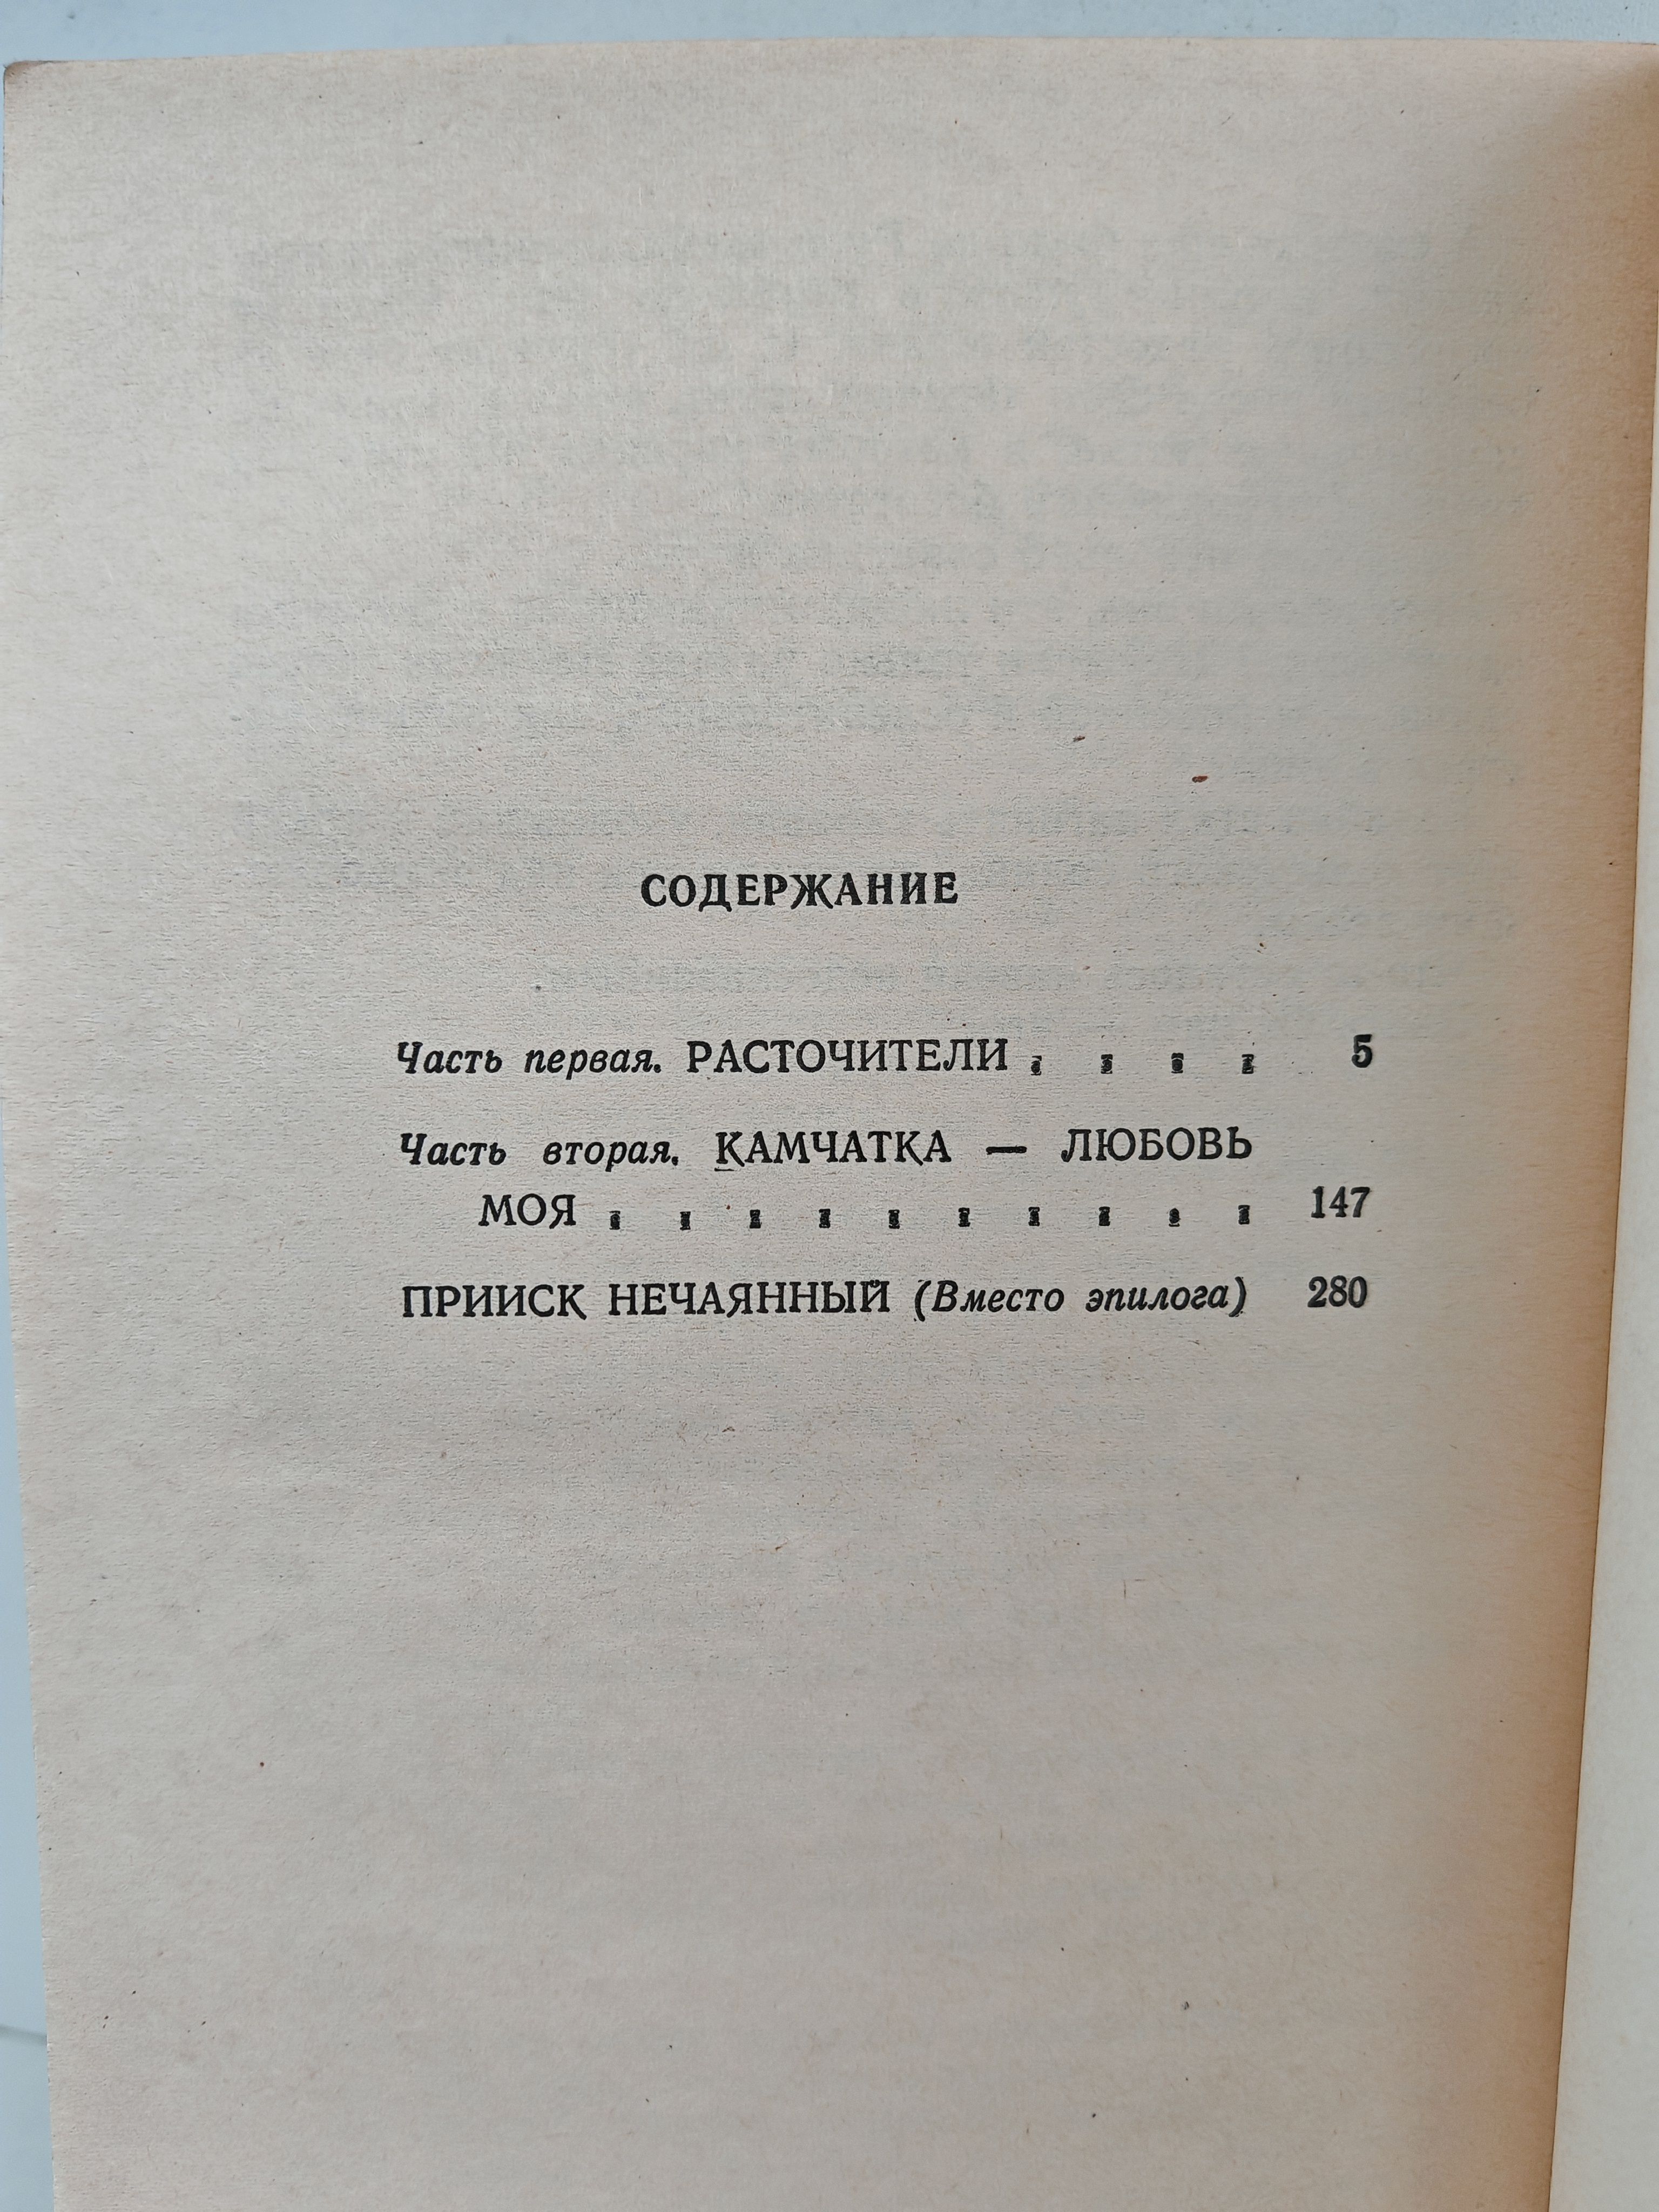 СОДЕРЖАНИЕ
Часть первая. РАСТОЧИТЕЛИ . . . . 5
Часть вторая. КАМЧАТКА — ЛЮБОВЬ
МОЯ . . . . . . . . . . 147
ПРИИСК НЕЧАЯННЫЙ (Вместо эпилога) 280